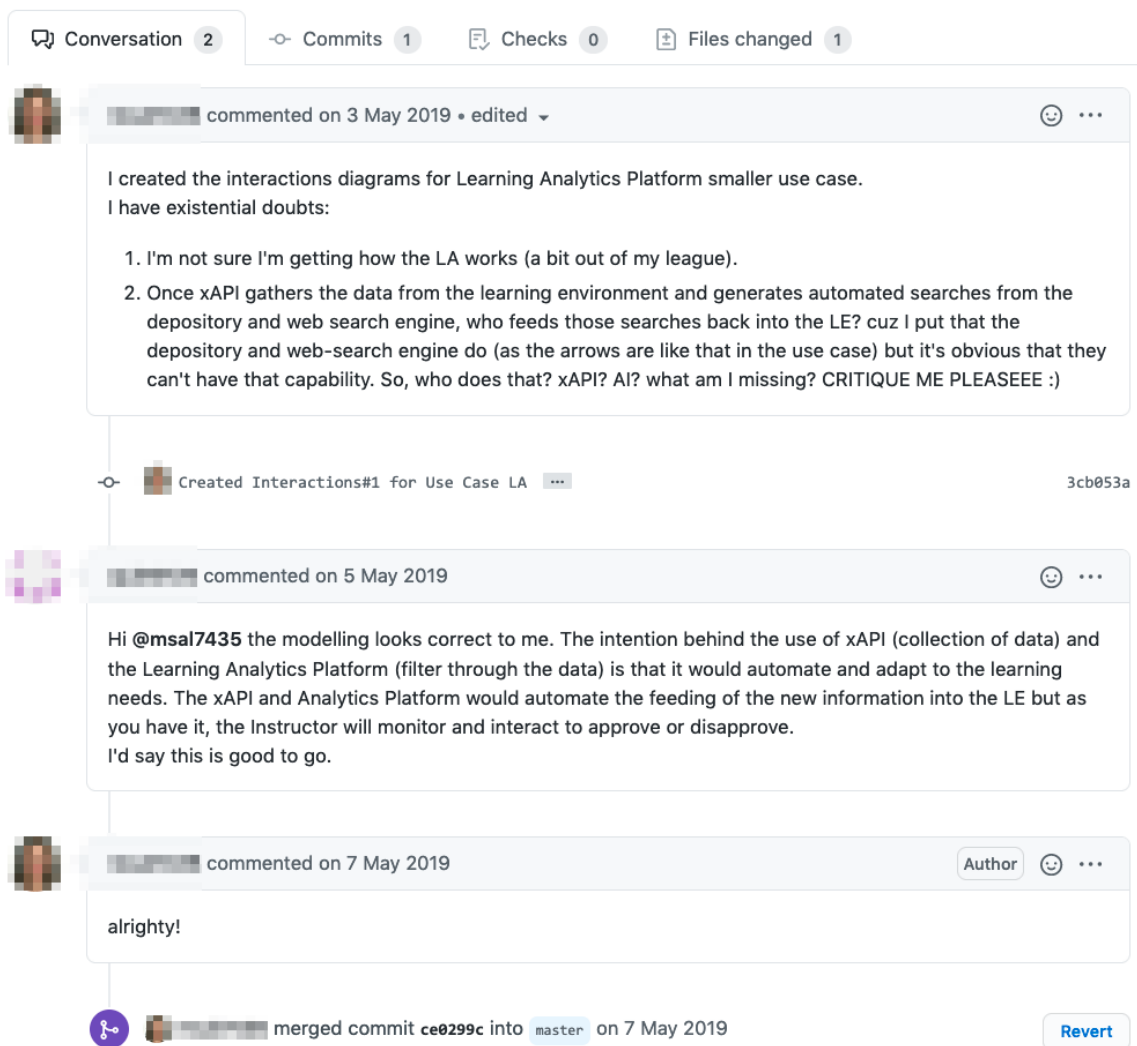 Conversation 2 Commits 1 Checks 0 Files changed 1
commented on 3 May 2019 • edited
I created the interactions diagrams for Learning Analytics Platform smaller use case.
I have existential doubts:
1. I'm not sure I'm getting how the LA works (a bit out of my league).
2. Once xAPI gathers the data from the learning environment and generates automated searches from the
depository and web search engine, who feeds those searches back into the LE? cuz I put that the
depository and web-search engine do (as the arrows are like that in the use case) but it's obvious that they
can't have that capability. So, who does that? xAPI? AI? what am I missing? CRITIQUE ME PLEASEEE :)
Created Interactions#1 for Use Case LA ... 3cb053a
commented on 5 May 2019
Hi @msal7435 the modelling looks correct to me. The intention behind the use of xAPI (collection of data) and
the Learning Analytics Platform (filter through the data) is that it would automate and adapt to the learning
needs. The xAPI and Analytics Platform would automate the feeding of the new information into the LE but as
you have it, the Instructor will monitor and interact to approve or disapprove.
I'd say this is good to go.
commented on 7 May 2019 Author
alrighty!
merged commit ce0299c into master on 7 May 2019 Revert